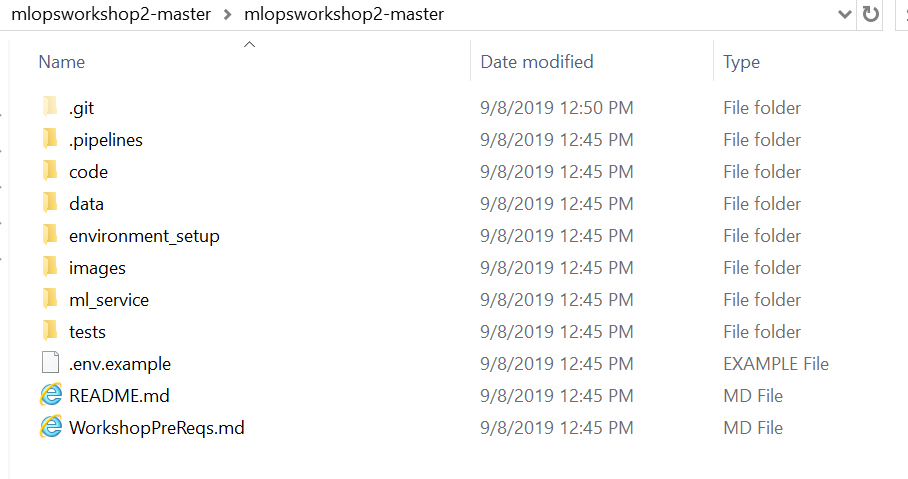 mlopsworkshop2-master > mlopsworkshop2-master
Name Date modified Type
.git 9/8/2019 12:50 PM File folder
.pipelines 9/8/2019 12:45 PM File folder
code 9/8/2019 12:45 PM File folder
data 9/8/2019 12:45 PM File folder
environment_setup 9/8/2019 12:45 PM File folder
images 9/8/2019 12:45 PM File folder
ml_service 9/8/2019 12:45 PM File folder
tests 9/8/2019 12:45 PM File folder
.env.example 9/8/2019 12:45 PM EXAMPLE File
README.md 9/8/2019 12:45 PM MD File
WorkshopPreReqs.md 9/8/2019 12:45 PM MD File